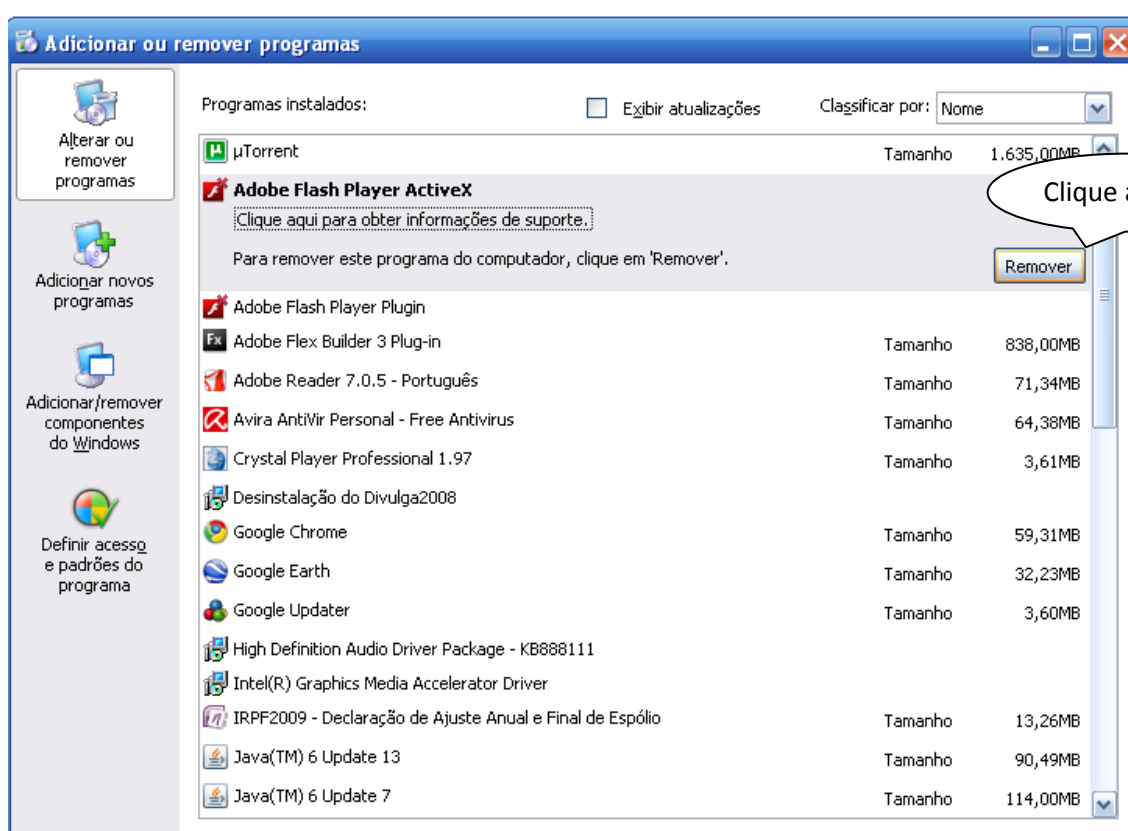 Adicionar ou remover programas
Alterar ou
remover
programas
Adicionar novos
programas
Adicionar/remover
componentes
do Windows
Definir acesso
e padrões do
programa
Programas instalados:
Exibir atualizações
Classificar por:
Nome
µTorrent Tamanho 1.635,00MB
Adobe Flash Player ActiveX
Clique aqui para obter informações de suporte.
Para remover este programa do computador, clique em 'Remover'.
Clique a
Remover
Adobe Flash Player Plugin
Fx Adobe Flex Builder 3 Plug-in Tamanho 838,00MB
Adobe Reader 7.0.5 - Português Tamanho 71,34MB
Avira AntiVir Personal - Free Antivirus Tamanho 64,38MB
Crystal Player Professional 1.97 Tamanho 3,61MB
Desinstalação do Divulga2008
Google Chrome Tamanho 59,31MB
Google Earth Tamanho 32,23MB
Google Updater Tamanho 3,60MB
High Definition Audio Driver Package - KB888111
Intel(R) Graphics Media Accelerator Driver
IRPF2009 - Declaração de Ajuste Anual e Final de Espólio Tamanho 13,26MB
Java(TM) 6 Update 13 Tamanho 90,49MB
Java(TM) 6 Update 7 Tamanho 114,00MB